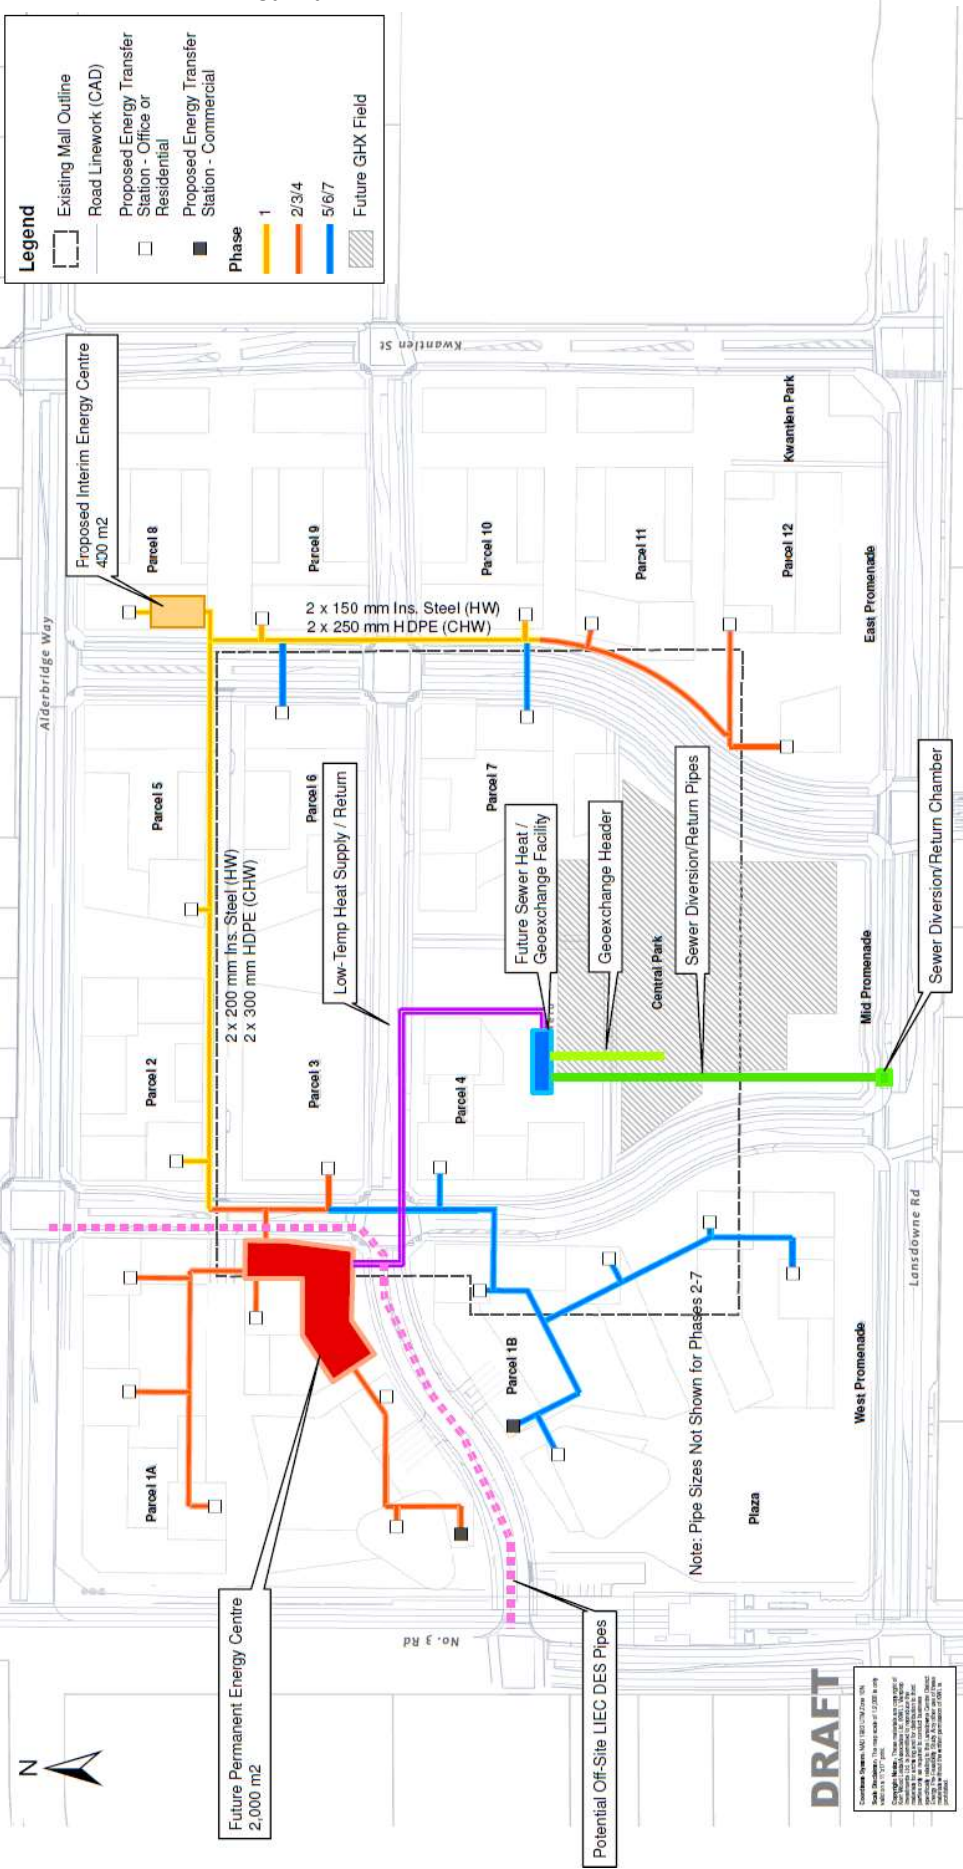 Legend
Existing Mall Outline
Road Linework (CAD)
Proposed Energy Transfer
Station - Office or
Residential
Proposed Energy Transfer
Station - Commercial
Phase
1
2/3/4
5/6/7
Future GHX Field
N
Alderbridge Way
Kwantlen St
No. 3 Rd
Lansdowne Rd
Proposed Interim Energy Centre
400 m2
Future Permanent Energy Centre
2,000 m2
Parcel 1A
Parcel 2
Parcel 5
Parcel 8
Parcel 3
Parcel 6
Parcel 9
2 x 200 mm Ins. Steel (HW)
2 x 300 mm HDPE (CHW)
2 x 150 mm Ins. Steel (HW)
2 x 250 mm HDPE (CHW)
Low-Temp Heat Supply / Return
Parcel 1B
Parcel 4
Parcel 7
Parcel 10
Future Sewer Heat /
Geoexchange Facility
Geoexchange Header
Parcel 11
Central Park
Sewer Diversion/Return Pipes
Potential Off-Site LIEC DES Pipes
Note: Pipe Sizes Not Shown for Phases 2-7
Plaza
Parcel 12
Kwantlen Park
West Promenade
Mid Promenade
East Promenade
Sewer Diversion/Return Chamber
DRAFT